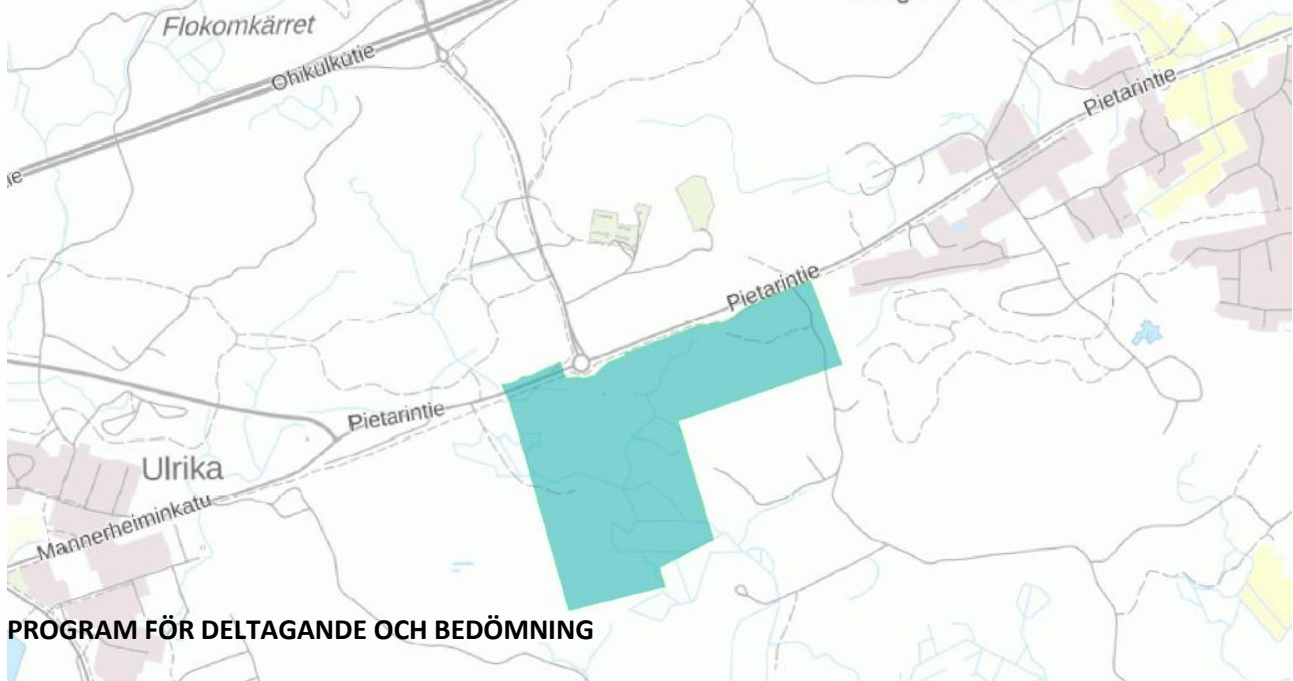 Flokomkärret
Ohikulkutie
Pietarintie
Pietarintie
Pietarintie
Ulrika
Mannerheiminkatu
PROGRAM FÖR DELTAGANDE OCH BEDÖMNING